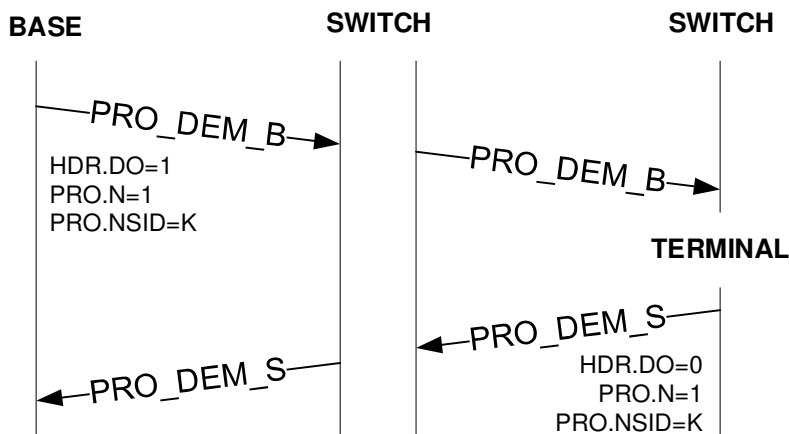 BASE SWITCH SWITCH
PRO_DEM_B
HDR.DO=1
PRO.N=1
PRO.NSID=K
PRO_DEM_B
TERMINAL
PRO_DEM_S
HDR.DO=0
PRO.N=1
PRO.NSID=K
PRO_DEM_S